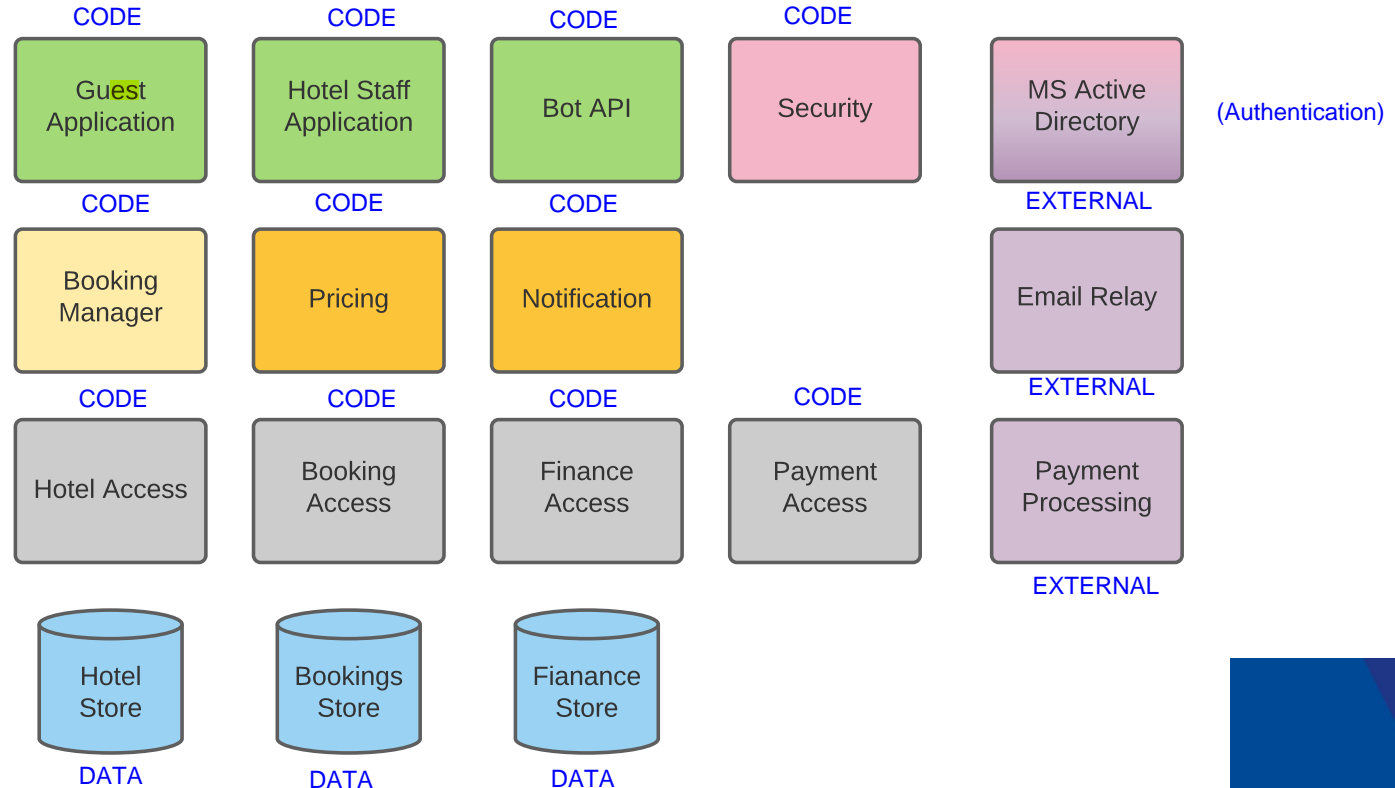 CODE
CODE
CODE
CODE
Guest
Application
Hotel Staff
Application
Bot API
Security
MS Active
Directory
(Authentication)
CODE
CODE
CODE
EXTERNAL
Booking
Manager
Pricing
Notification
Email Relay
CODE
CODE
CODE
CODE
EXTERNAL
Hotel Access
Booking
Access
Finance
Access
Payment
Access
Payment
Processing
EXTERNAL
Hotel
Store
Bookings
Store
Fianance
Store
DATA
DATA
DATA